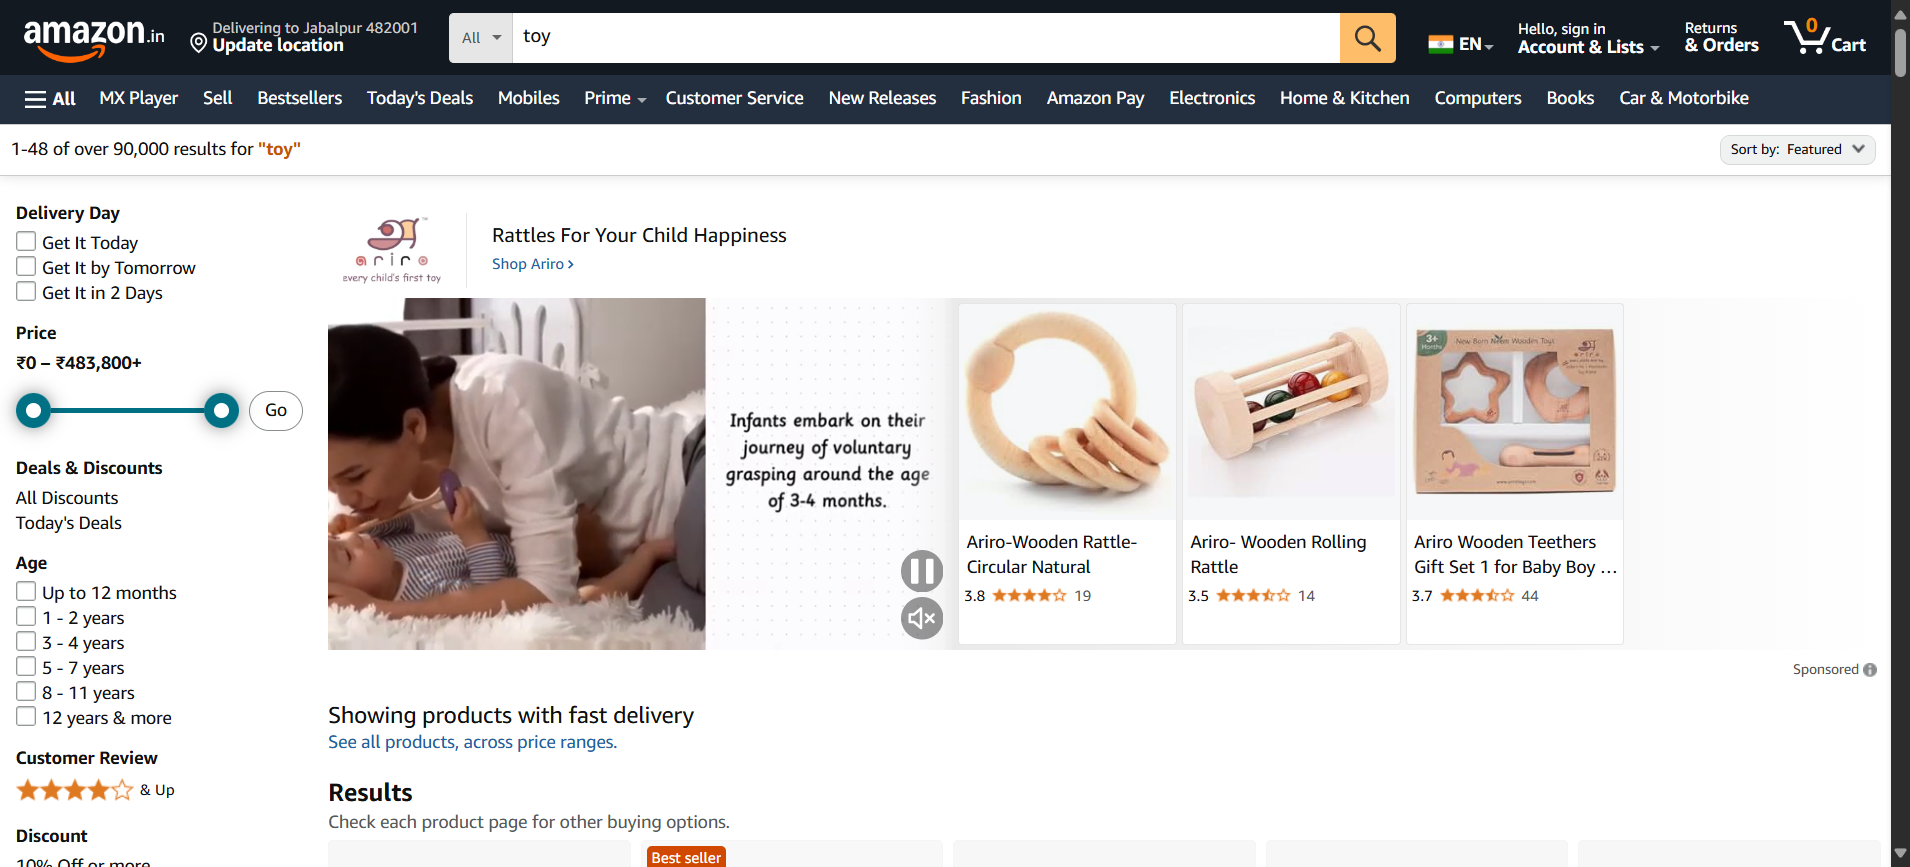 amazon.in
Delivering to Jabalpur 482001
Update location
All
toy
EN
Hello, sign in
Account & Lists
Returns
& Orders
0
Cart
All
MX Player
Sell
Bestsellers
Today's Deals
Mobiles
Prime
Customer Service
New Releases
Fashion
Amazon Pay
Electronics
Home & Kitchen
Computers
Books
Car & Motorbike
1-48 of over 90,000 results for "toy"
Sort by: Featured
Delivery Day
Get It Today
Get It by Tomorrow
Get It in 2 Days
Price
₹0 – ₹483,800+
Go
Deals & Discounts
All Discounts
Today's Deals
Age
Up to 12 months
1 - 2 years
3 - 4 years
5 - 7 years
8 - 11 years
12 years & more
Customer Review
& Up
Discount
10% Off or more
ariro
™
every child's first toy
Rattles For Your Child Happiness
Shop Ariro ›
Infants embark on their
journey of voluntary
grasping around the age
of 3-4 months.
Ariro-Wooden Rattle-
Circular Natural
3.8 19
Ariro- Wooden Rolling
Rattle
3.5 14
3+
Months
New Born Neem Wooden Toys
ariro
Ariro Wooden Teethers
Gift Set 1 for Baby Boy …
3.7 44
Sponsored
Showing products with fast delivery
See all products, across price ranges.
Results
Check each product page for other buying options.
Best seller